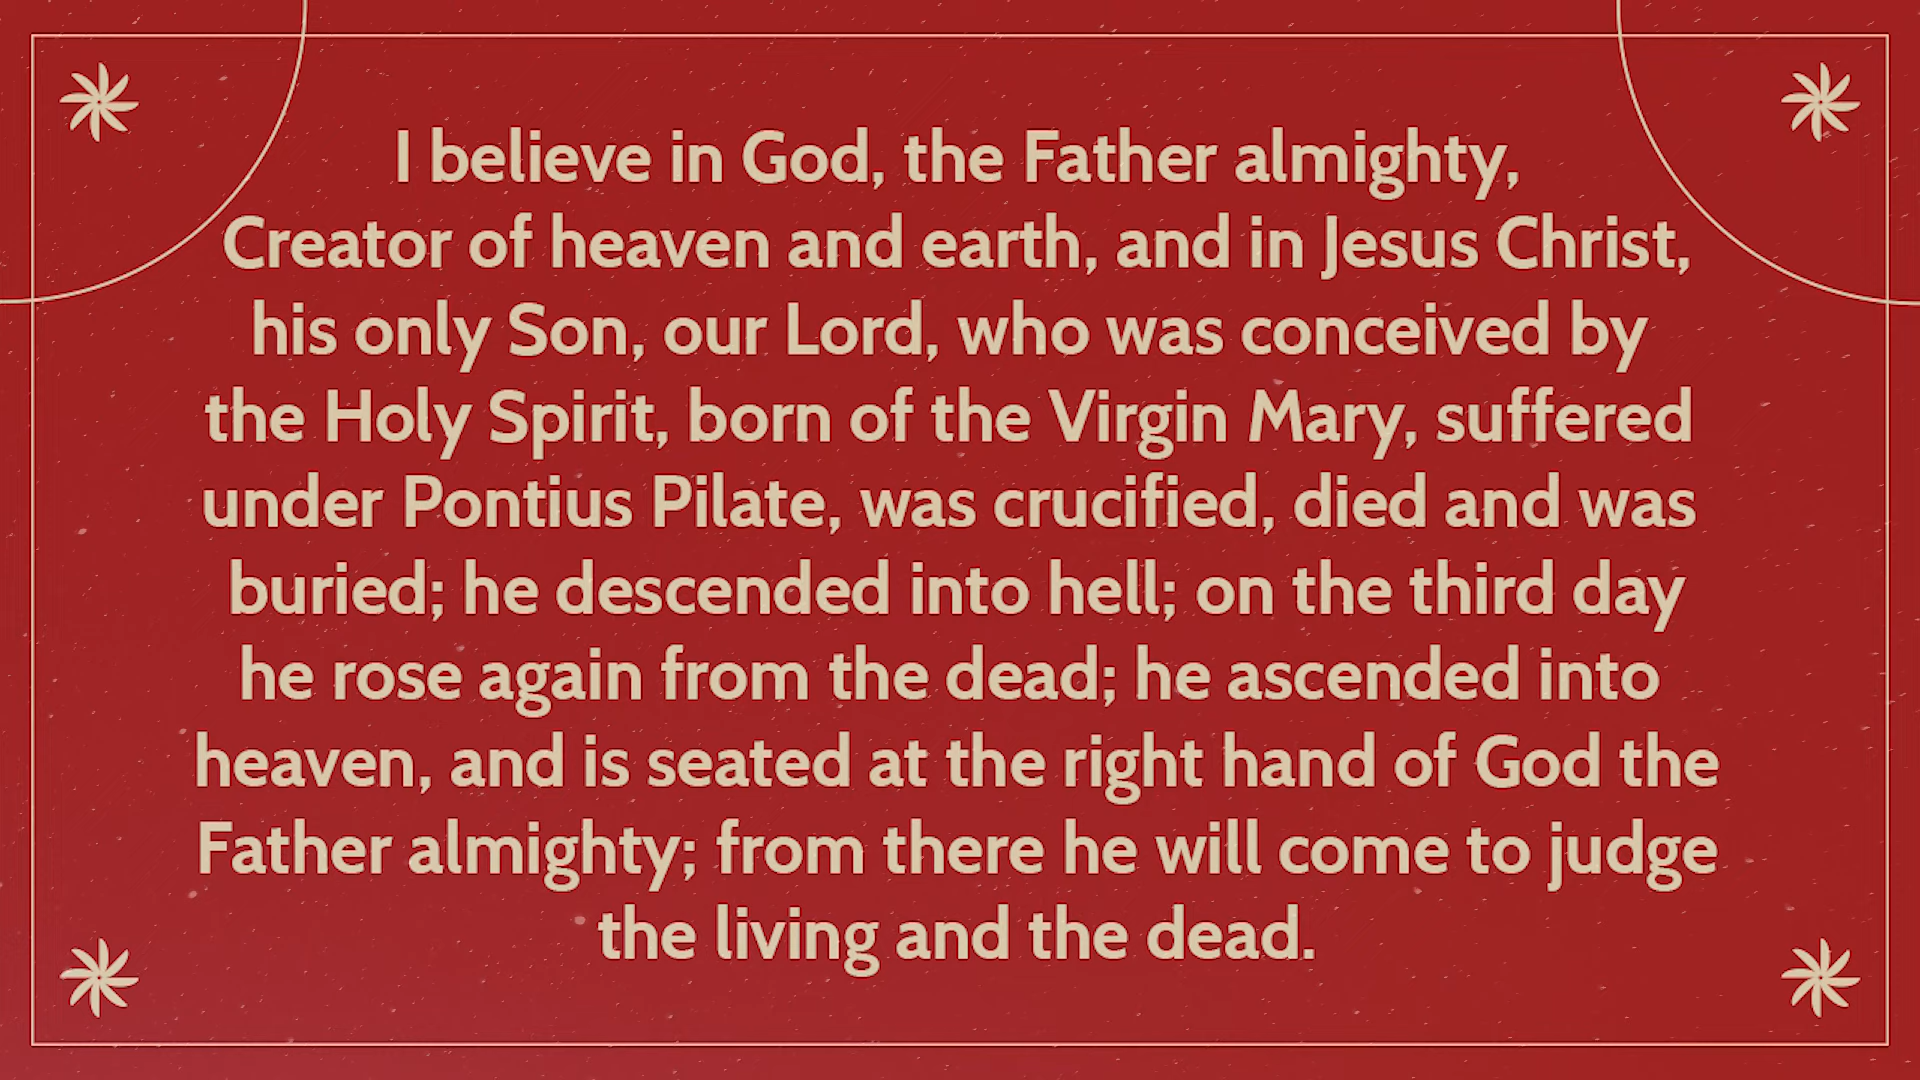 I believe in God, the Father almighty,
Creator of heaven and earth, and in Jesus Christ,
his only Son, our Lord, who was conceived by
the Holy Spirit, born of the Virgin Mary, suffered
under Pontius Pilate, was crucified, died and was
buried; he descended into hell; on the third day
he rose again from the dead; he ascended into
heaven, and is seated at the right hand of God the
Father almighty; from there he will come to judge
the living and the dead.